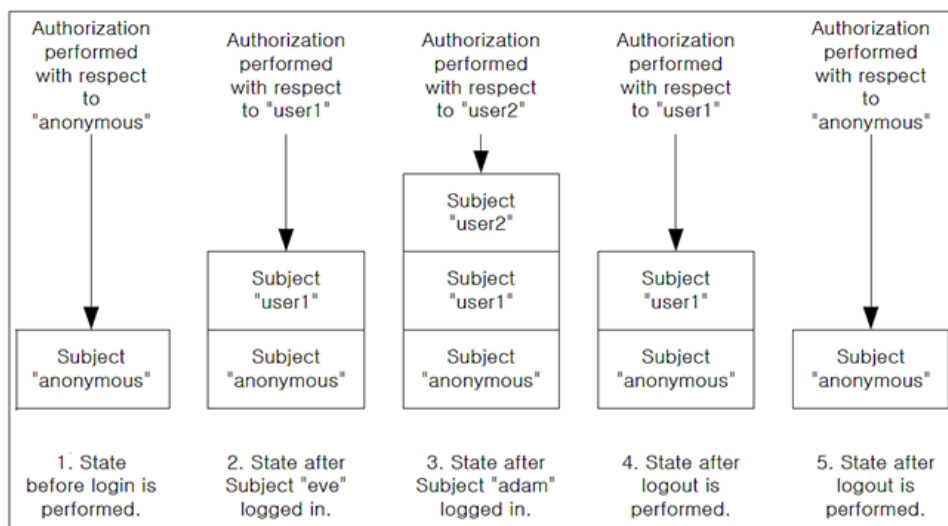 Authorization
performed
with respect
to
"anonymous"
Authorization
performed
with respect
to "user1"
Authorization
performed
with respect
to "user2"
Authorization
performed
with respect
to "user1"
Authorization
performed
with respect
to
"anonymous"
Subject
"anonymous"
Subject
"user1"
Subject
"anonymous"
Subject
"user2"
Subject
"user1"
Subject
"anonymous"
Subject
"user1"
Subject
"anonymous"
Subject
"anonymous"
1. State
before login is
performed.
2. State after
Subject "eve"
logged in.
3. State after
Subject "adam"
logged in.
4. State after
logout is
performed.
5. State after
logout is
performed.